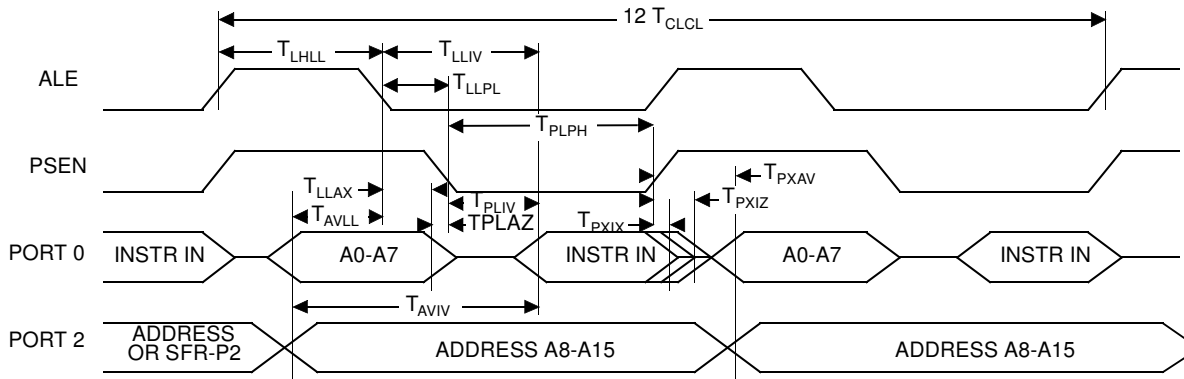 12 TCLCL
TLHLL TLLIV
ALE TLLPL
TPLPH
PSEN
TLLAX TPLIV TPXAV
TAVLL TPLAZ TPXIX TPXIZ
PORT 0 INSTR IN A0-A7 INSTR IN A0-A7 INSTR IN
TAVIV
PORT 2 ADDRESS
OR SFR-P2 ADDRESS A8-A15 ADDRESS A8-A15